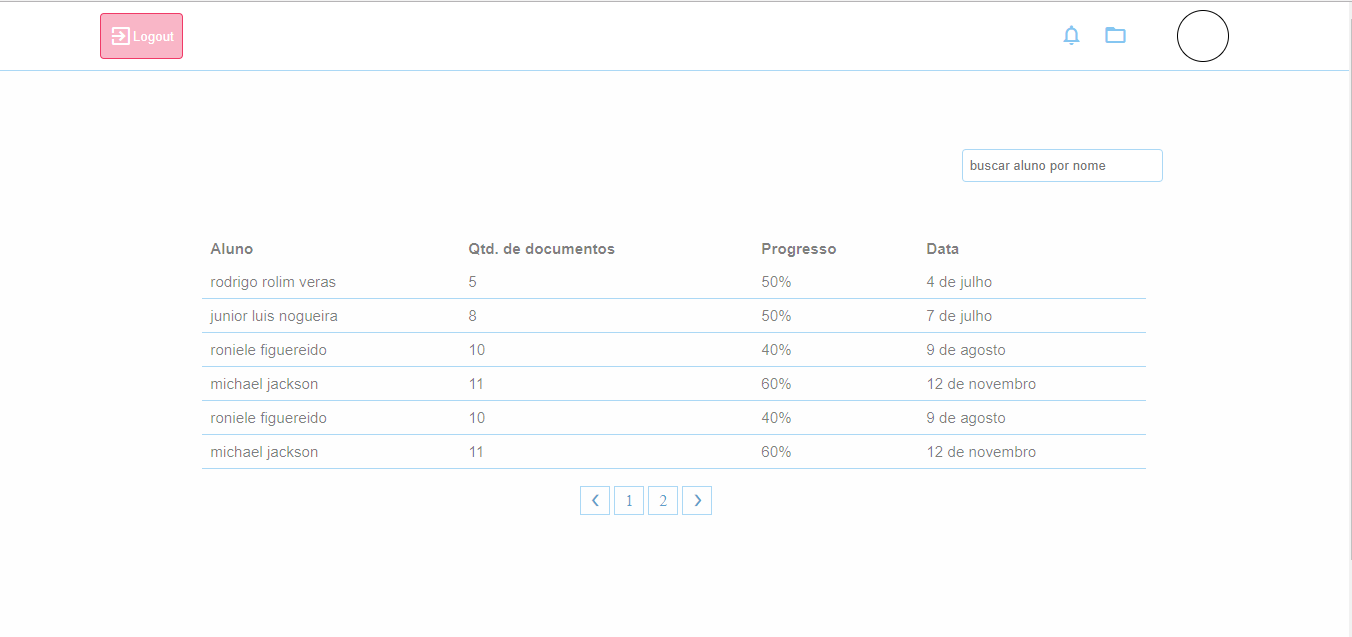 Logout
buscar aluno por nome
Aluno Qtd. de documentos Progresso Data
rodrigo rolim veras 5 50% 4 de julho
junior luis nogueira 8 50% 7 de julho
roniele figuereido 10 40% 9 de agosto
michael jackson 11 60% 12 de novembro
roniele figuereido 10 40% 9 de agosto
michael jackson 11 60% 12 de novembro
1 2